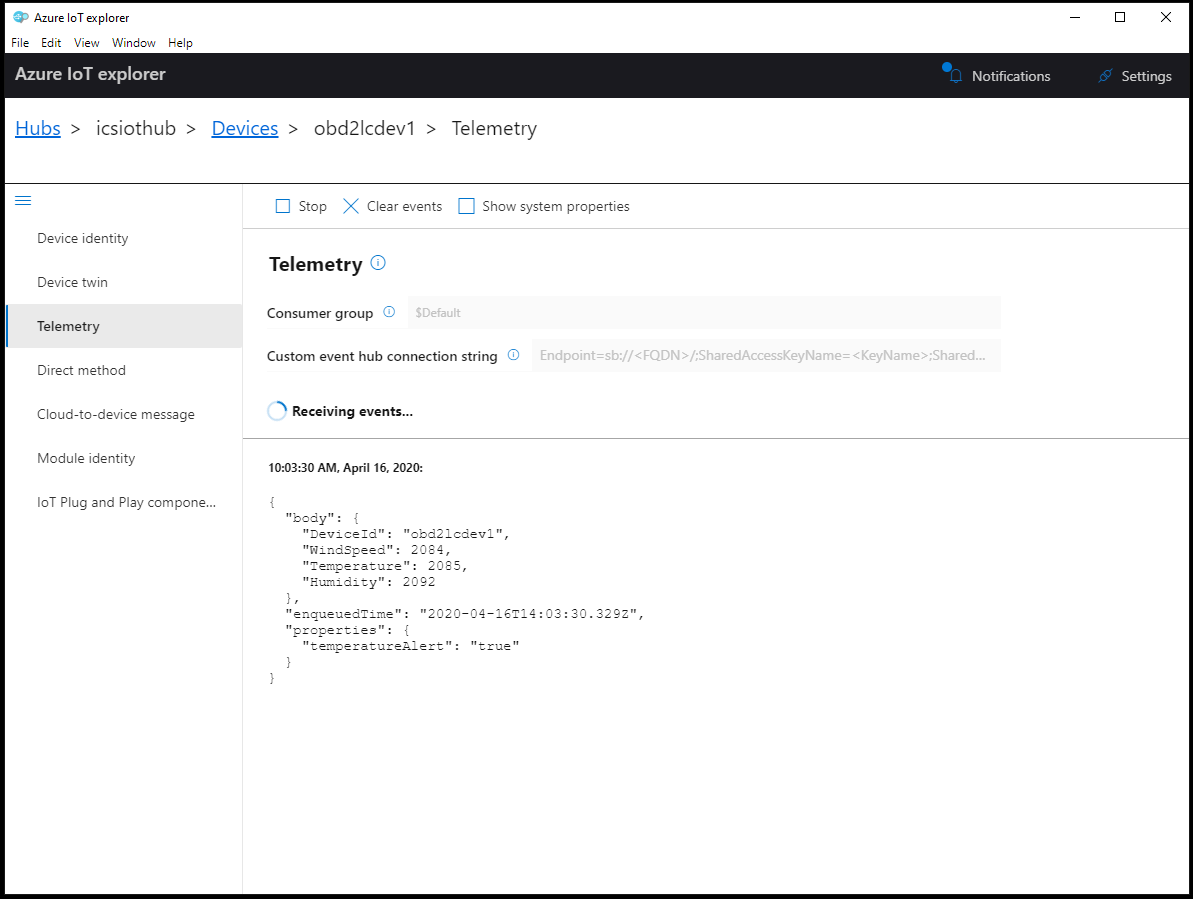 Azure IoT explorer
File Edit View Window Help
Azure IoT explorer
Notifications
Settings
Hubs > icsiothub > Devices > obd2lcdev1 > Telemetry
Stop
Clear events
Show system properties
Device identity
Device twin
Telemetry
Direct method
Cloud-to-device message
Module identity
IoT Plug and Play compone...
Telemetry
Consumer group
$Default
Custom event hub connection string
Endpoint=sb://<FQDN>/;SharedAccessKeyName=<KeyName>;Shared...
Receiving events...
10:03:30 AM, April 16, 2020:
{
  "body": {
    "DeviceId": "obd2lcdev1",
    "WindSpeed": 2084,
    "Temperature": 2085,
    "Humidity": 2092
  },
  "enqueuedTime": "2020-04-16T14:03:30.329Z",
  "properties": {
    "temperatureAlert": "true"
  }
}